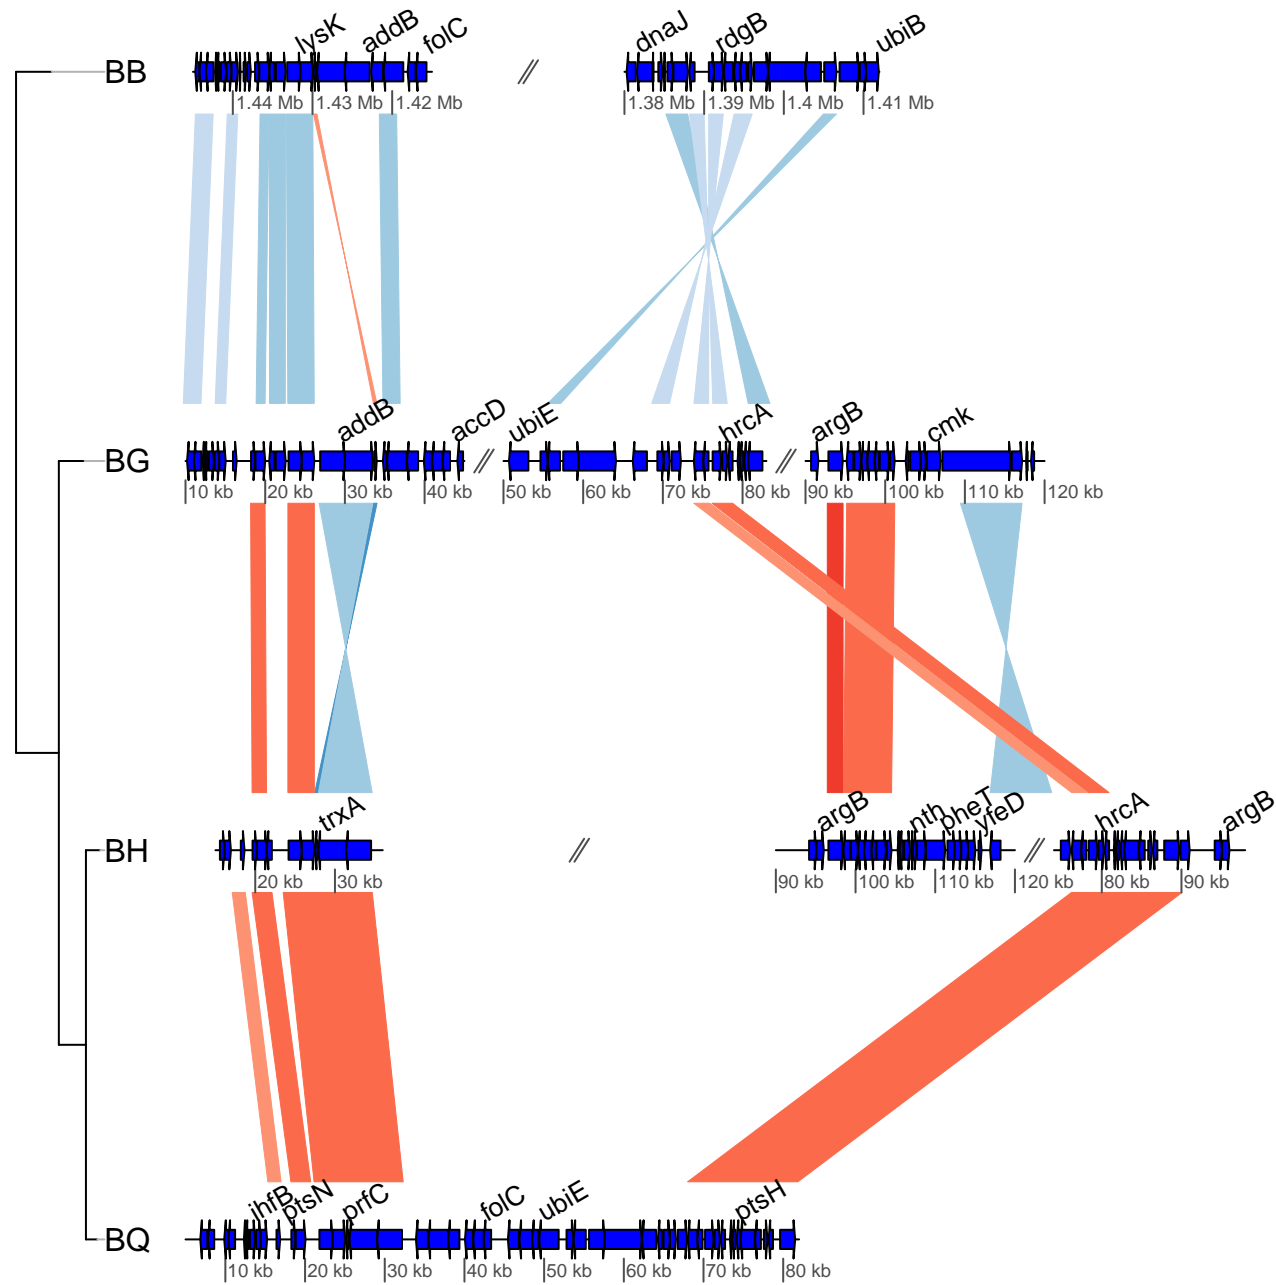 lysK addB folC dnaJ rdgB ubiB
BB
1.44 Mb 1.43 Mb 1.42 Mb 1.38 Mb 1.39 Mb 1.4 Mb 1.41 Mb
addB accD ubiE hrcA argB cmk
BG
10 kb 20 kb 30 kb 40 kb 50 kb 60 kb 70 kb 80 kb 90 kb 100 kb 110 kb 120 kb
trxA argB nth pheT yfeD hrcA argB
BH
20 kb 30 kb 90 kb 100 kb 110 kb 120 kb 80 kb 90 kb
ihfB ptsN prfC folC ubiE ptsH
BQ
10 kb 20 kb 30 kb 40 kb 50 kb 60 kb 70 kb 80 kb